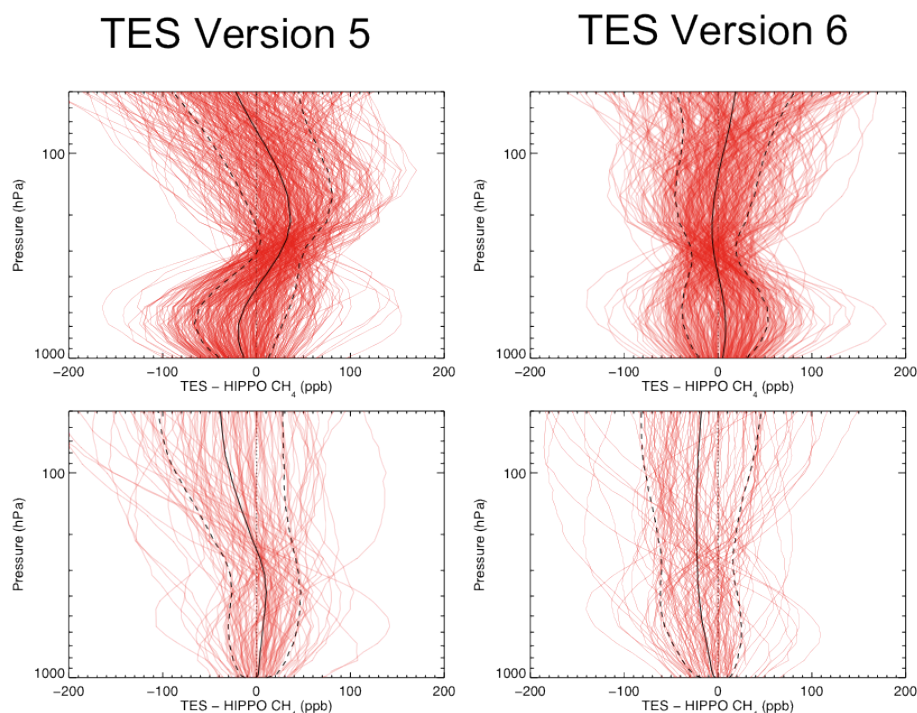 TES Version 5
TES Version 6
Pressure (hPa)
100
1000
−200 −100 0 100 200
TES − HIPPO CH₄ (ppb)
Pressure (hPa)
100
1000
−200 −100 0 100 200
TES − HIPPO CH₄ (ppb)
Pressure (hPa)
100
1000
−200 −100 0 100 200
TES − HIPPO CH₄ (ppb)
Pressure (hPa)
100
1000
−200 −100 0 100 200
TES − HIPPO CH₄ (ppb)